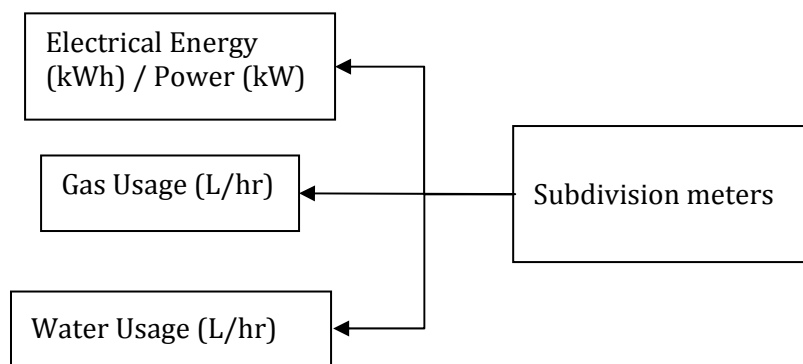 Electrical Energy
(kWh) / Power (kW)
Gas Usage (L/hr)
Subdivision meters
Water Usage (L/hr)